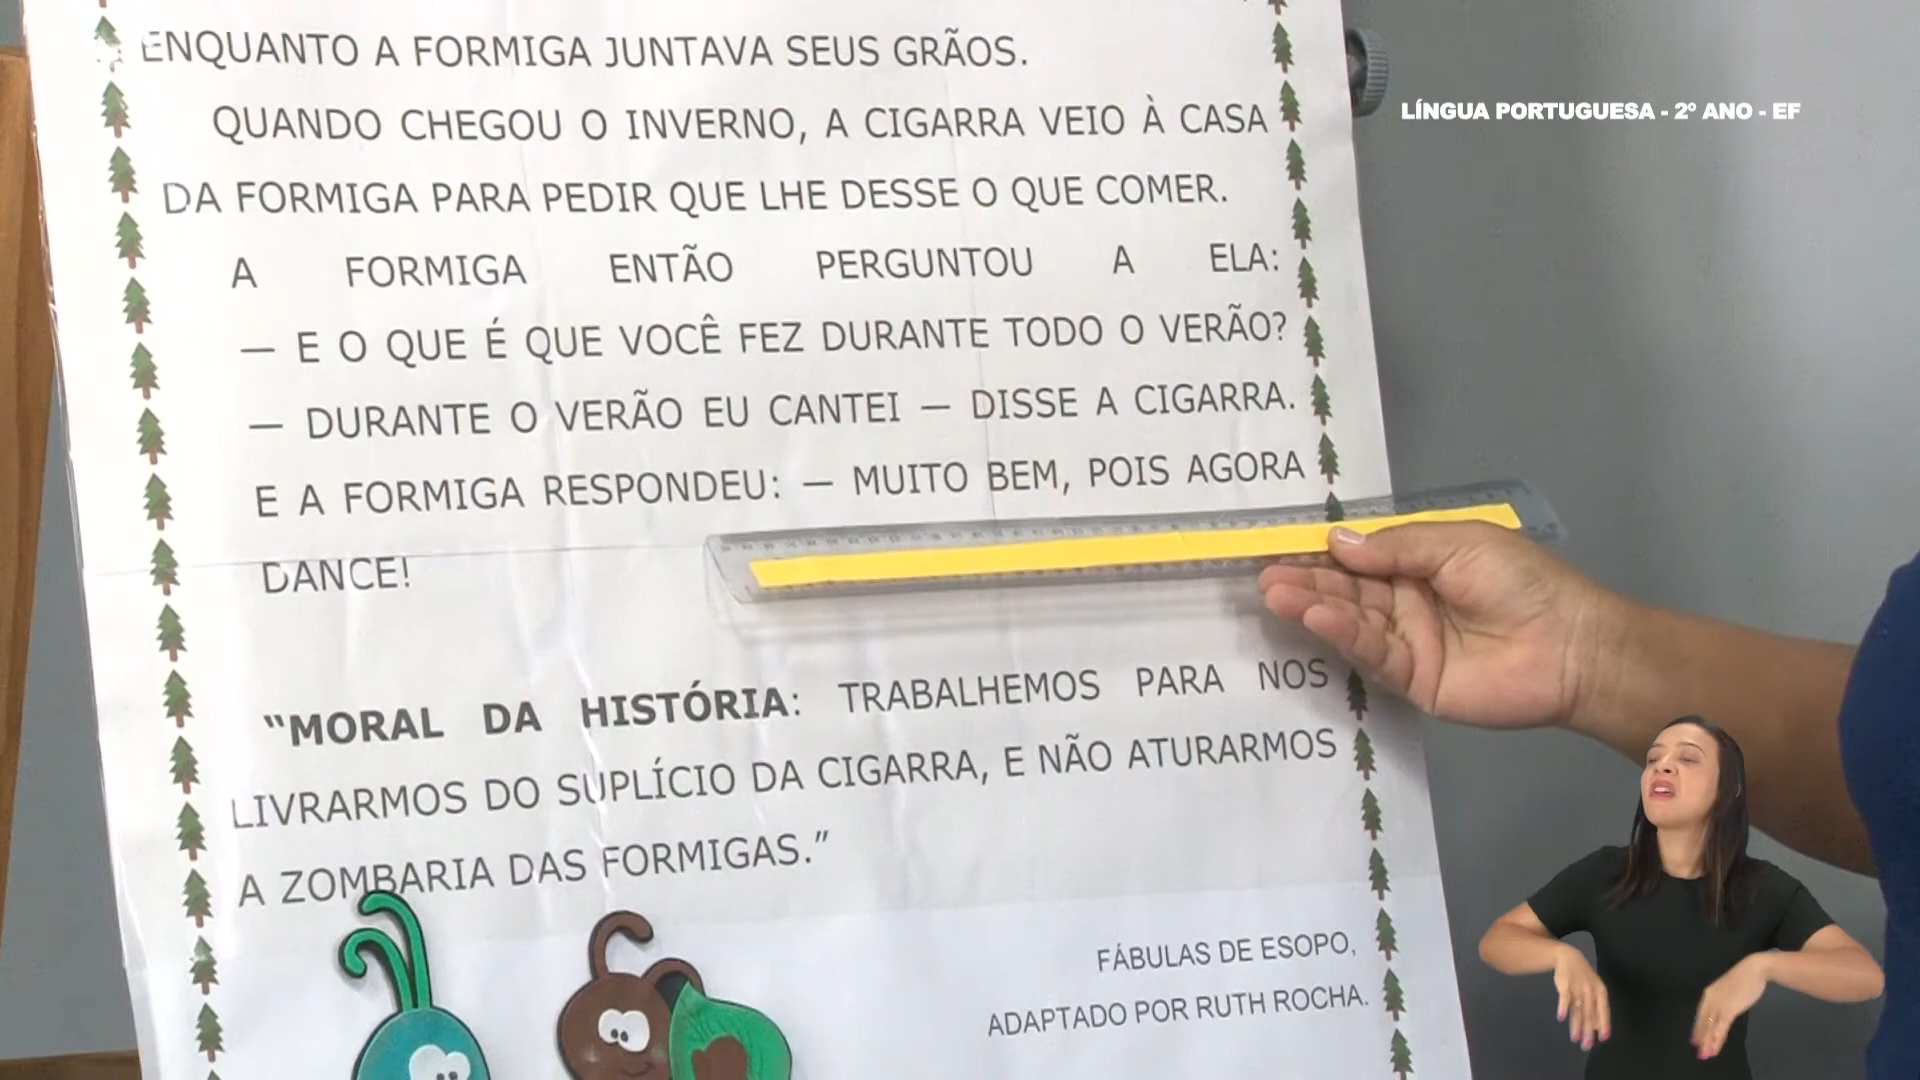 ENQUANTO A FORMIGA JUNTAVA SEUS GRÃOS.
QUANDO CHEGOU O INVERNO, A CIGARRA VEIO À CASA
DA FORMIGA PARA PEDIR QUE LHE DESSE O QUE COMER.
A FORMIGA ENTÃO PERGUNTOU A ELA:
— E O QUE É QUE VOCÊ FEZ DURANTE TODO O VERÃO?
— DURANTE O VERÃO EU CANTEI — DISSE A CIGARRA.
E A FORMIGA RESPONDEU: — MUITO BEM, POIS AGORA
DANCE!
“MORAL DA HISTÓRIA: TRABALHEMOS PARA NOS
LIVRARMOS DO SUPLÍCIO DA CIGARRA, E NÃO ATURARMOS
A ZOMBARIA DAS FORMIGAS.”
FÁBULAS DE ESOPO,
ADAPTADO POR RUTH ROCHA.
LÍNGUA PORTUGUESA - 2º ANO - EF